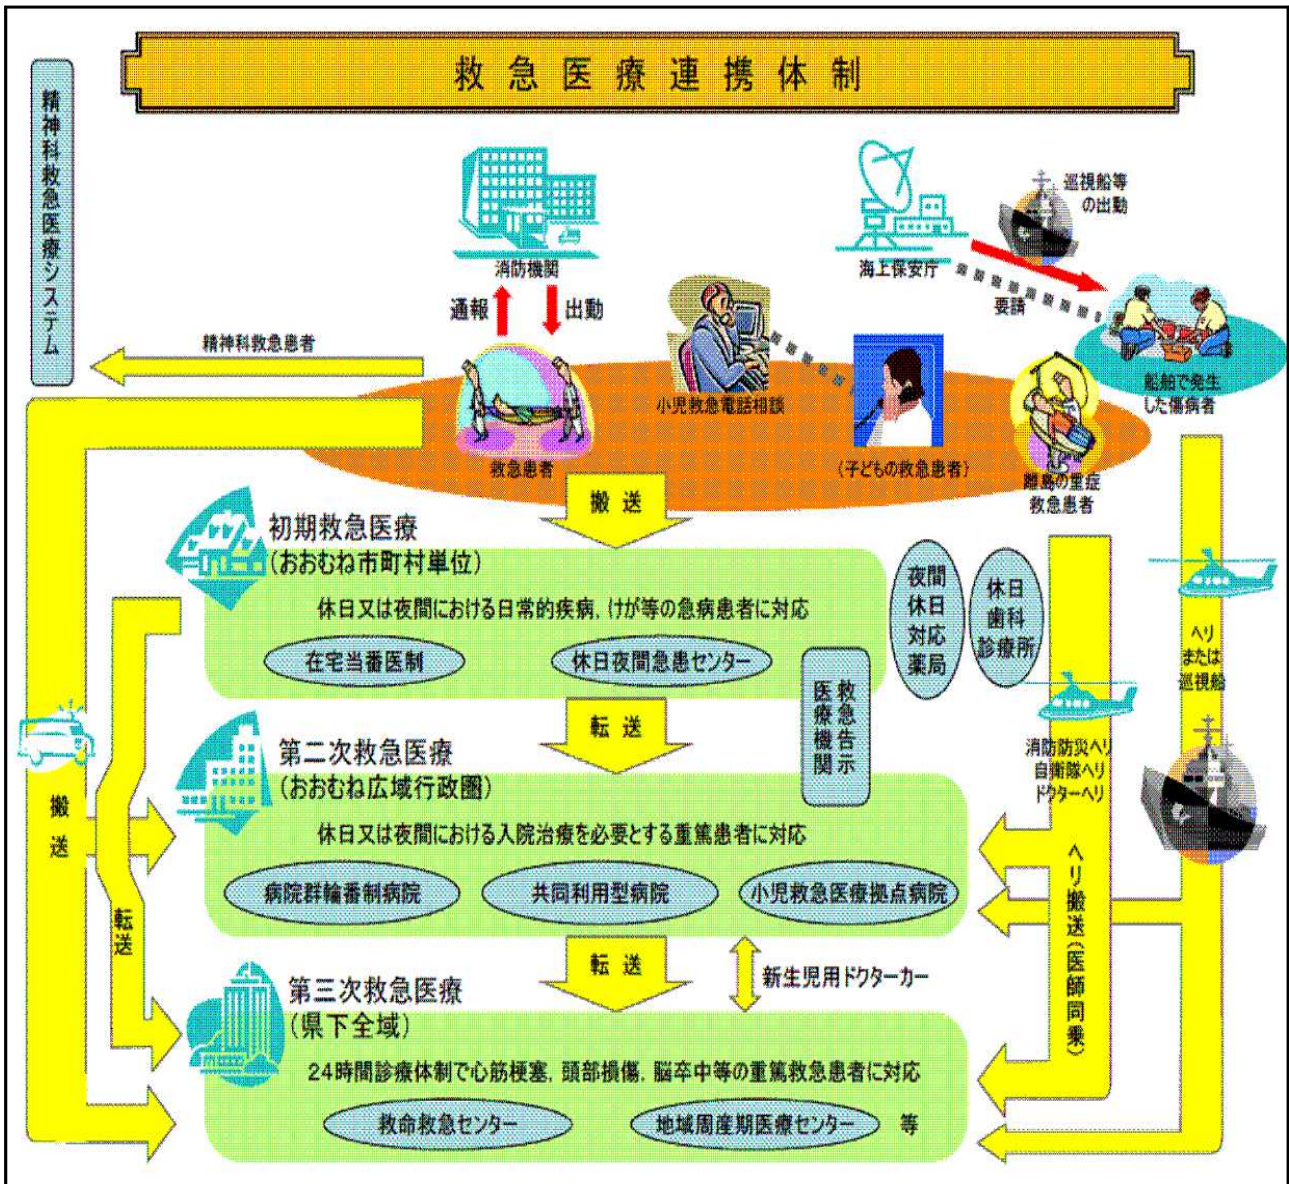 救急医療連携体制
精神科救急医療システム
消防機関
通報
出動
海上保安庁
巡視船等
の出動
要請
精神科救急患者
救急患者
小児救急電話相談
(子どもの救急患者)
離島の重症
救急患者
船舶で発生
した傷病者
搬送
初期救急医療
(おおむね市町村単位)
休日又は夜間における日常的疾病,けが等の急病患者に対応
在宅当番医制
休日夜間急患センター
夜間
休日
対応
薬局
休日
歯科
診療所
救急告示
医療機関
ヘリ
または
巡視船
転送
第二次救急医療
(おおむね広域行政圏)
休日又は夜間における入院治療を必要とする重篤患者に対応
病院群輪番制病院
共同利用型病院
小児救急医療拠点病院
消防防災ヘリ
自衛隊ヘリ
ドクターヘリ
ヘリ搬送(医師同乗)
搬送
転送
転送
新生児用ドクターカー
第三次救急医療
(県下全域)
24時間診療体制で心筋梗塞,頭部損傷,脳卒中等の重篤救急患者に対応
救命救急センター
地域周産期医療センター
等